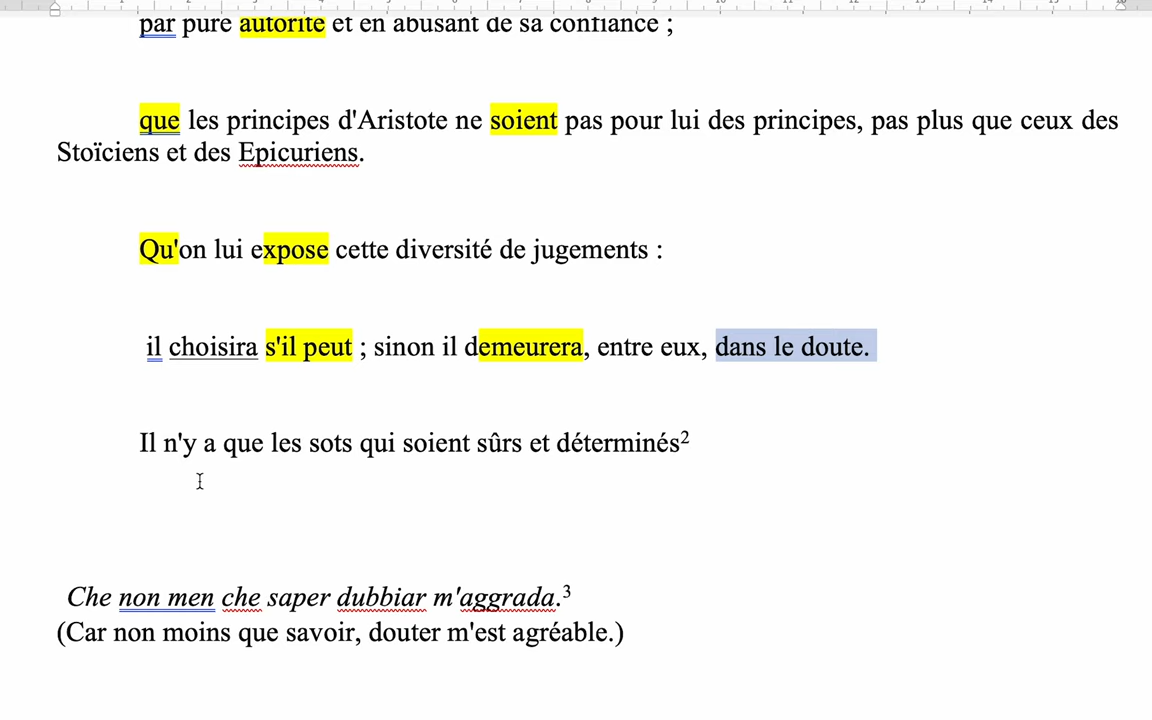 par pure autorité et en abusant de sa confiance ;
que les principes d'Aristote ne soient pas pour lui des principes, pas plus que ceux des
Stoïciens et des Epicuriens.
Qu'on lui expose cette diversité de jugements :
il choisira s'il peut ; sinon il demeurera, entre eux, dans le doute.
Il n'y a que les sots qui soient sûrs et déterminés²
Che non men che saper dubbiar m'aggrada.³
(Car non moins que savoir, douter m'est agréable.)